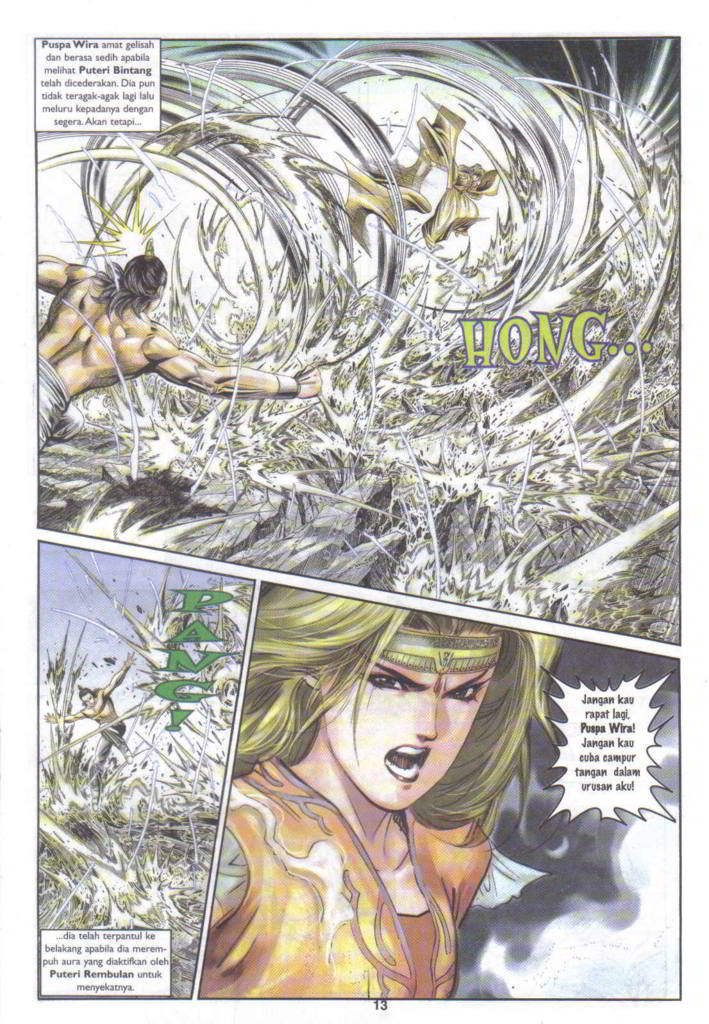 Puspa Wira amat gelisah
dan berasa sedih apabila
melihat Puteri Bintang
telah dicederakan. Dia pun
tidak teragak-agak lagi lalu
meluru kepadanya dengan
segera. Akan tetapi...
HONG...
PANG!
...dia telah terpantul ke
belakang apabila dia merem-
puh aura yang diaktifkan oleh
Puteri Rembulan untuk
menyekatnya.
Jangan kau
rapat lagi,
Puspa Wira!
Jangan kau
cuba campur
tangan dalam
urusan aku!
13